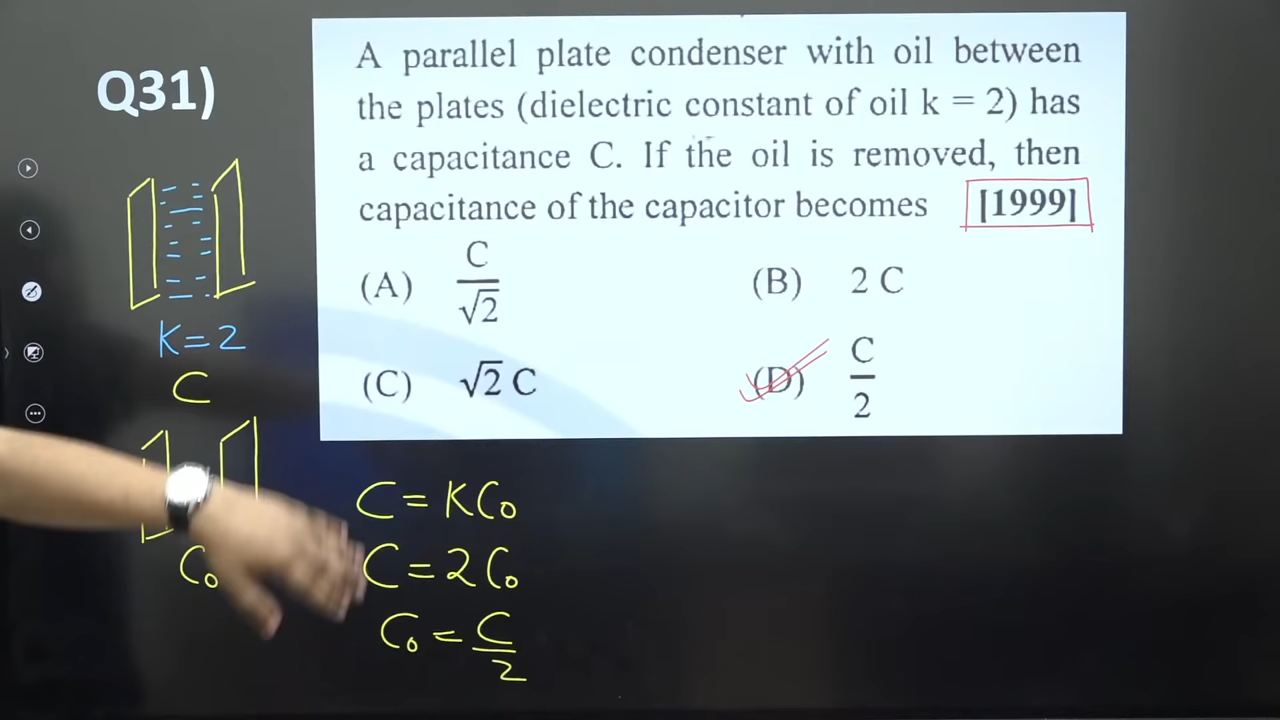 Q31)
A parallel plate condenser with oil between
the plates (dielectric constant of oil k = 2) has
a capacitance C. If the oil is removed, then
capacitance of the capacitor becomes [1999]
(A) C/√2 (B) 2 C
(C) √2 C (D) C/2
K=2
C
C₀
C = KC₀
C = 2C₀
C₀ = C/2